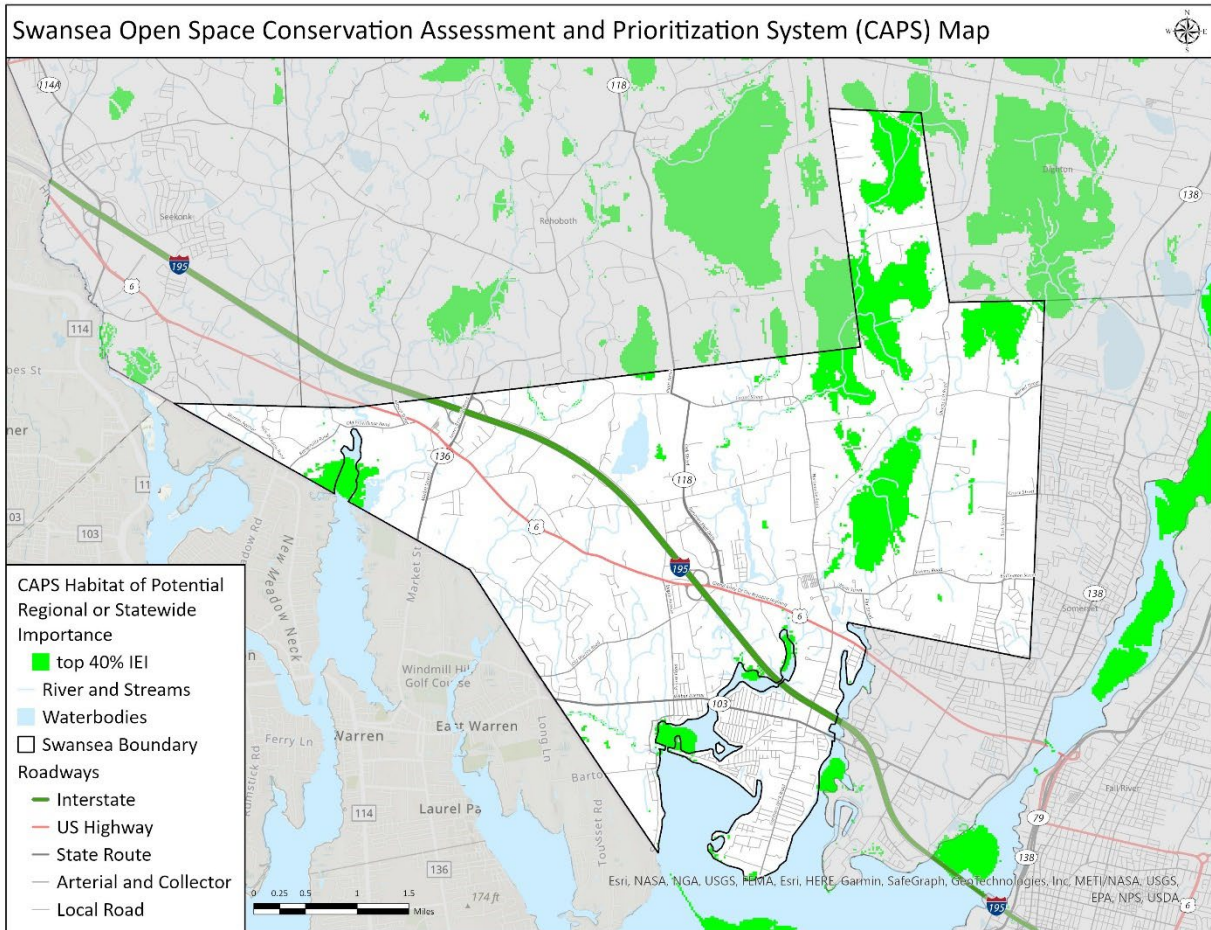 Swansea Open Space Conservation Assessment and Prioritization System (CAPS) Map
N
W E
S
114A
118
138
Dighton
Seekonk
Rehoboth
195
6
114
103
136
118
6
195
6
103
138
Somerset
138
Fall River
79
138
195
6
New Meadow Neck
Market St
Windmill Hill
Golf Course
East Warren
Warren
Ferry Ln
Long Ln
Laurel Pa
114
136
Touisset Rd
174 ft
CAPS Habitat of Potential
Regional or Statewide
Importance
top 40% IEI
River and Streams
Waterbodies
Swansea Boundary
Roadways
Interstate
US Highway
State Route
Arterial and Collector
Local Road
0 0.25 0.5 1 1.5
Miles
Esri, NASA, NGA, USGS, FEMA, Esri, HERE, Garmin, SafeGraph, GeoTechnologies, Inc, METI/NASA, USGS,
EPA, NPS, USDA